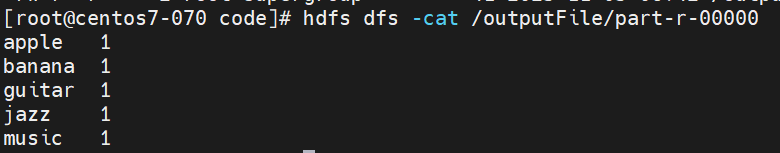 [root@centos7-070 code]# hdfs dfs -cat /outputFile/part-r-00000
apple 1
banana 1
guitar 1
jazz 1
music 1